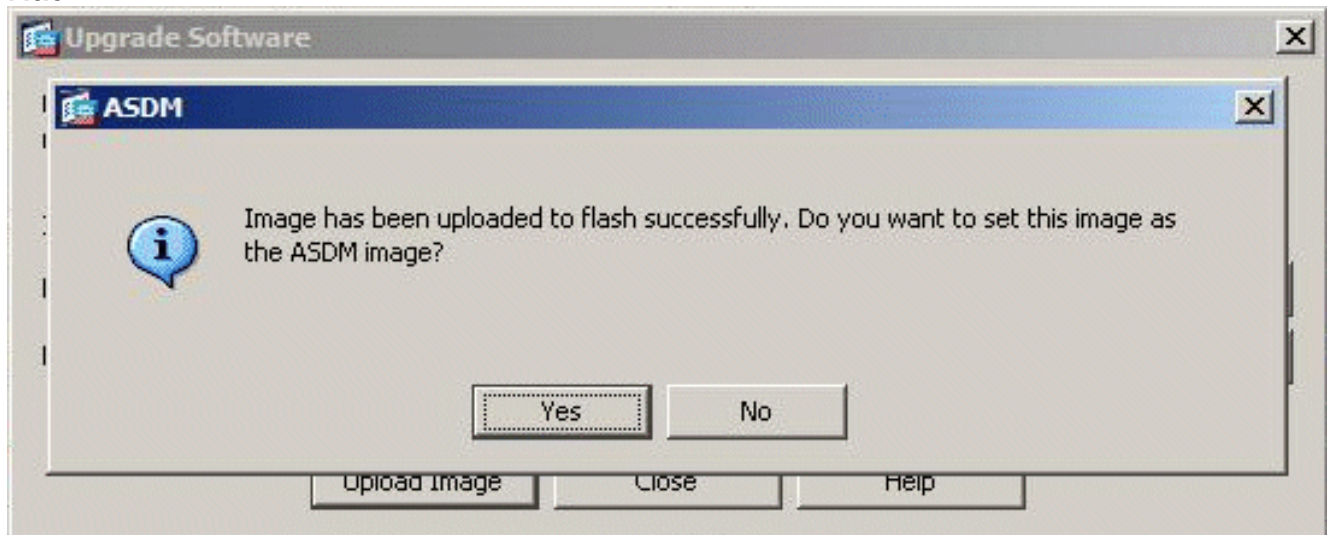 Upgrade Software
ASDM
Image has been uploaded to flash successfully. Do you want to set this image as
the ASDM image?
Yes
No
Upload Image
Close
Help